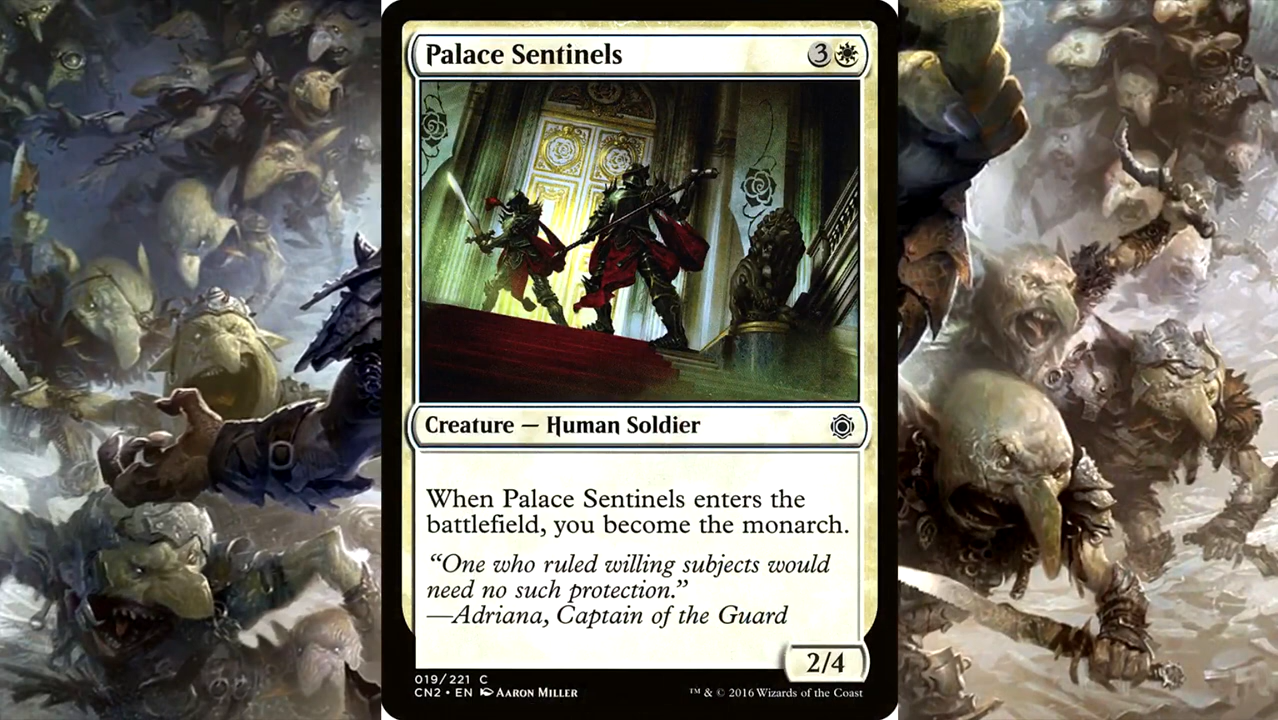 Palace Sentinels 3
Creature — Human Soldier
When Palace Sentinels enters the
battlefield, you become the monarch.
“One who ruled willing subjects would
need no such protection.”
—Adriana, Captain of the Guard
2/4
019/221 C
CN2 • EN Aaron Miller
™ & © 2016 Wizards of the Coast